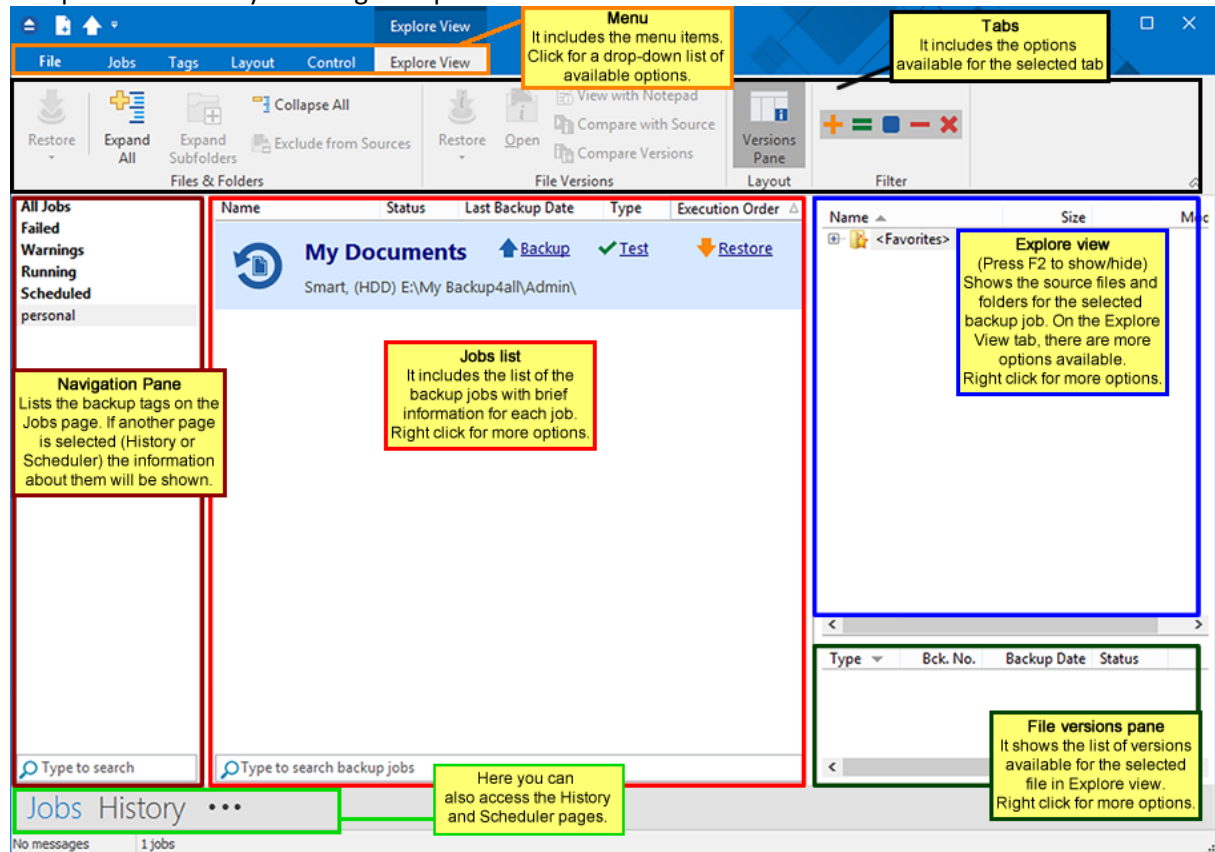 Explore View
File Jobs Tags Layout Control Explore View
Menu
It includes the menu items.
Click for a drop-down list of
available options.
Tabs
It includes the options
available for the selected tab
Restore
Expand
All
Expand
Subfolders
Collapse All
Exclude from Sources
Files & Folders
Restore
Open
View with Notepad
Compare with Source
Compare Versions
File Versions
Versions
Pane
Layout
Filter
All Jobs
Failed
Warnings
Running
Scheduled
personal
Navigation Pane
Lists the backup tags on the
Jobs page. If another page
is selected (History or
Scheduler) the information
about them will be shown.
Type to search
Name Status Last Backup Date Type Execution Order
My Documents Backup Test Restore
Smart, (HDD) E:\My Backup4all\Admin\
Jobs list
It includes the list of the
backup jobs with brief
information for each job.
Right click for more options.
Type to search backup jobs
Name Size
<Favorites>
Explore view
(Press F2 to show/hide)
Shows the source files and
folders for the selected
backup job. On the Explore
View tab, there are more
options available.
Right click for more options.
Type Bck. No. Backup Date Status
File versions pane
It shows the list of versions
available for the selected
file in Explore view.
Right click for more options.
Jobs History •••
Here you can
also access the History
and Scheduler pages.
No messages 1 jobs